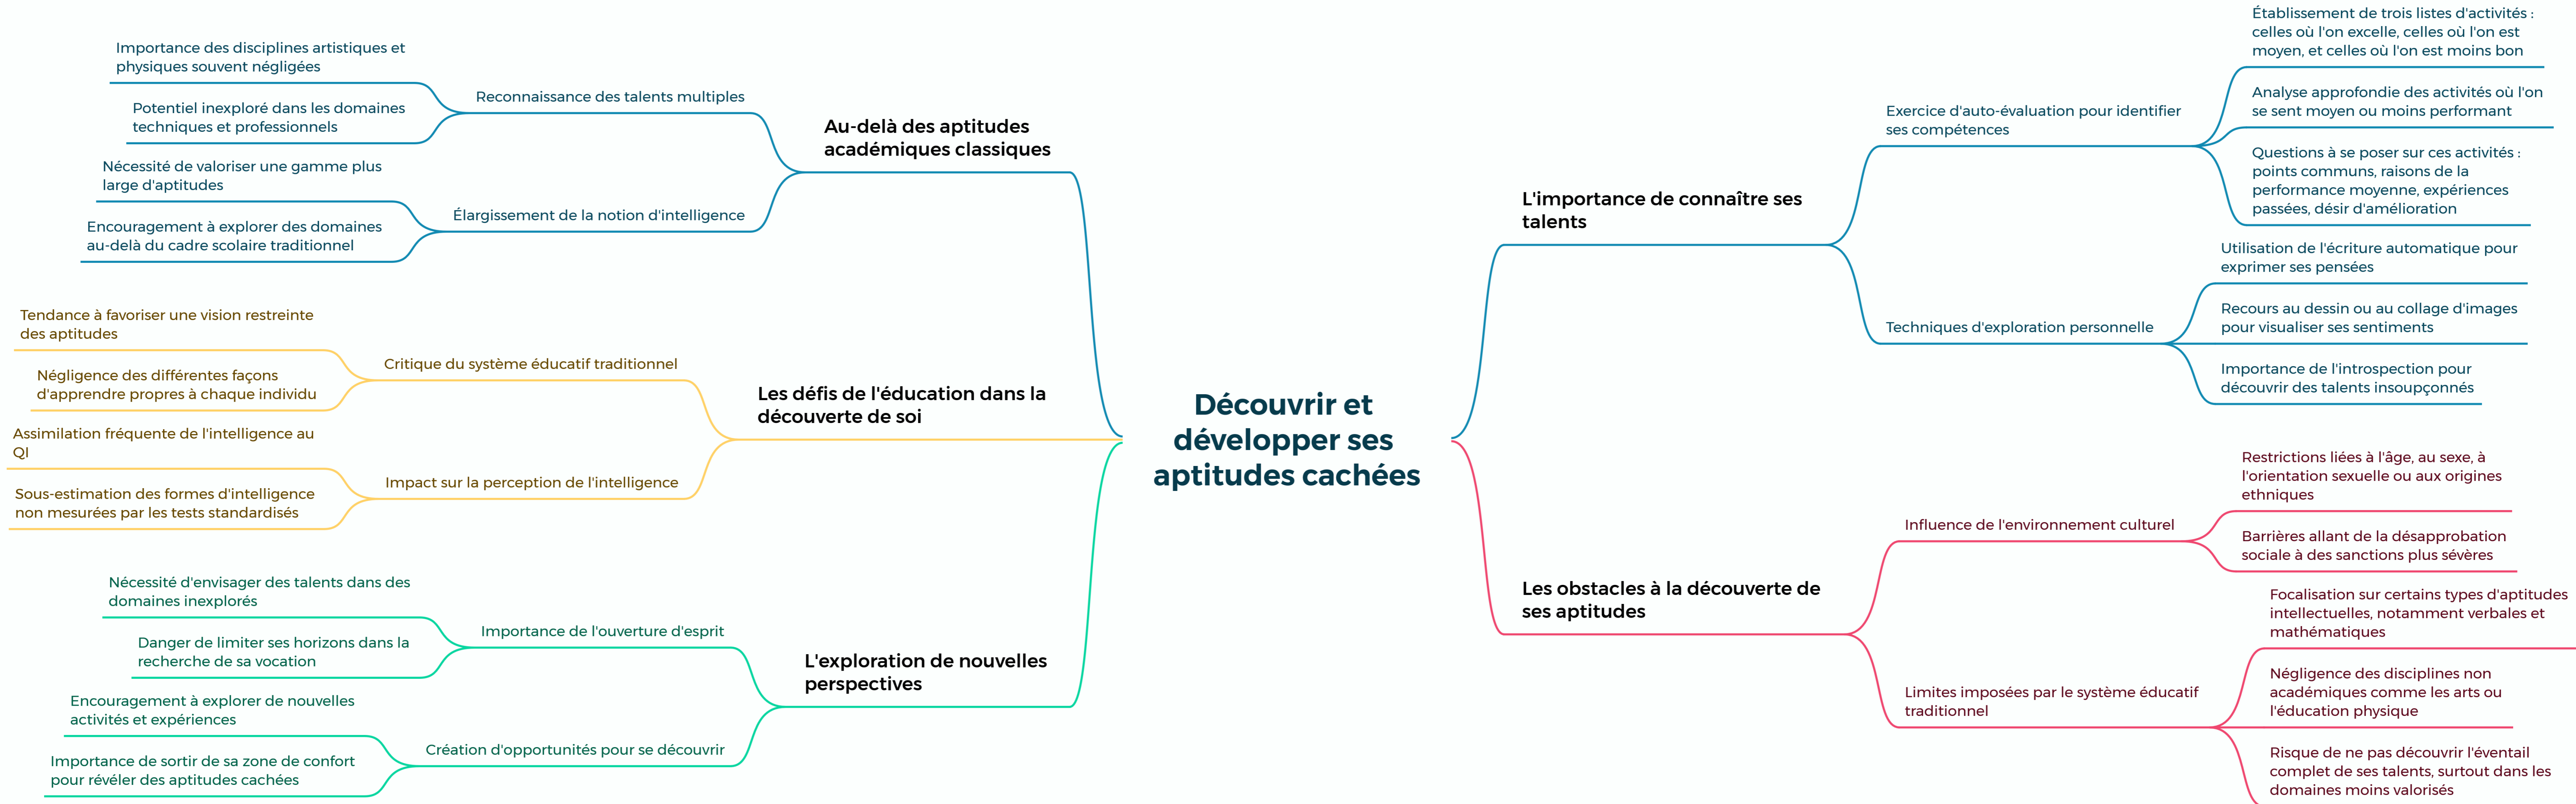 Découvrir et
développer ses
aptitudes cachées
L'importance de connaître ses
talents
Exercice d'auto-évaluation pour identifier
ses compétences
Établissement de trois listes d'activités :
celles où l'on excelle, celles où l'on est
moyen, et celles où l'on est moins bon
Analyse approfondie des activités où l'on
se sent moyen ou moins performant
Questions à se poser sur ces activités :
points communs, raisons de la
performance moyenne, expériences
passées, désir d'amélioration
Techniques d'exploration personnelle
Utilisation de l'écriture automatique pour
exprimer ses pensées
Recours au dessin ou au collage d'images
pour visualiser ses sentiments
Importance de l'introspection pour
découvrir des talents insoupçonnés
Les obstacles à la découverte de
ses aptitudes
Influence de l'environnement culturel
Restrictions liées à l'âge, au sexe, à
l'orientation sexuelle ou aux origines
ethniques
Barrières allant de la désapprobation
sociale à des sanctions plus sévères
Limites imposées par le système éducatif
traditionnel
Focalisation sur certains types d'aptitudes
intellectuelles, notamment verbales et
mathématiques
Négligence des disciplines non
académiques comme les arts ou
l'éducation physique
Risque de ne pas découvrir l'éventail
complet de ses talents, surtout dans les
domaines moins valorisés
Au-delà des aptitudes
académiques classiques
Reconnaissance des talents multiples
Importance des disciplines artistiques et
physiques souvent négligées
Potentiel inexploré dans les domaines
techniques et professionnels
Élargissement de la notion d'intelligence
Nécessité de valoriser une gamme plus
large d'aptitudes
Encouragement à explorer des domaines
au-delà du cadre scolaire traditionnel
Les défis de l'éducation dans la
découverte de soi
Critique du système éducatif traditionnel
Tendance à favoriser une vision restreinte
des aptitudes
Négligence des différentes façons
d'apprendre propres à chaque individu
Impact sur la perception de l'intelligence
Assimilation fréquente de l'intelligence au
QI
Sous-estimation des formes d'intelligence
non mesurées par les tests standardisés
L'exploration de nouvelles
perspectives
Importance de l'ouverture d'esprit
Nécessité d'envisager des talents dans des
domaines inexplorés
Danger de limiter ses horizons dans la
recherche de sa vocation
Création d'opportunités pour se découvrir
Encouragement à explorer de nouvelles
activités et expériences
Importance de sortir de sa zone de confort
pour révéler des aptitudes cachées